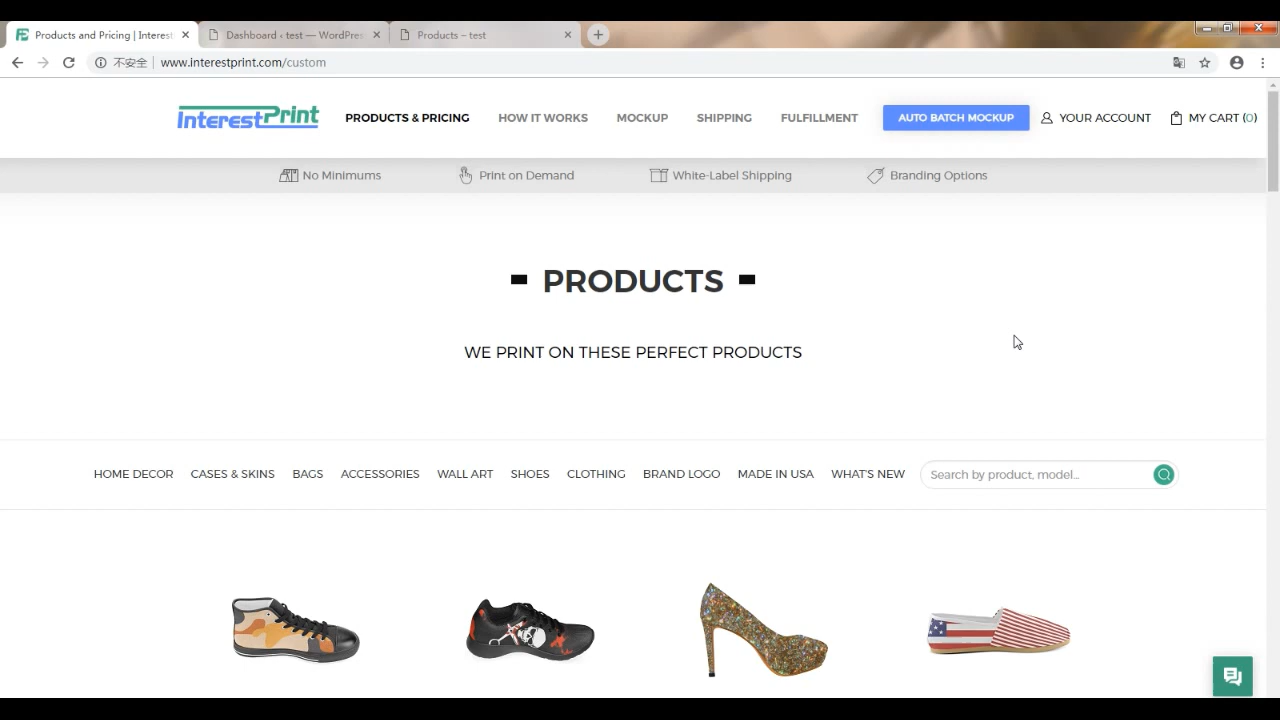 Products and Pricing | Interest
Dashboard ‹ test — WordPres
Products – test
不安全
www.interestprint.com/custom
InterestPrint
PRODUCTS & PRICING
HOW IT WORKS
MOCKUP
SHIPPING
FULFILLMENT
AUTO BATCH MOCKUP
YOUR ACCOUNT
MY CART (0)
No Minimums
Print on Demand
White-Label Shipping
Branding Options
PRODUCTS
WE PRINT ON THESE PERFECT PRODUCTS
HOME DECOR
CASES & SKINS
BAGS
ACCESSORIES
WALL ART
SHOES
CLOTHING
BRAND LOGO
MADE IN USA
WHAT'S NEW
Search by product, model...